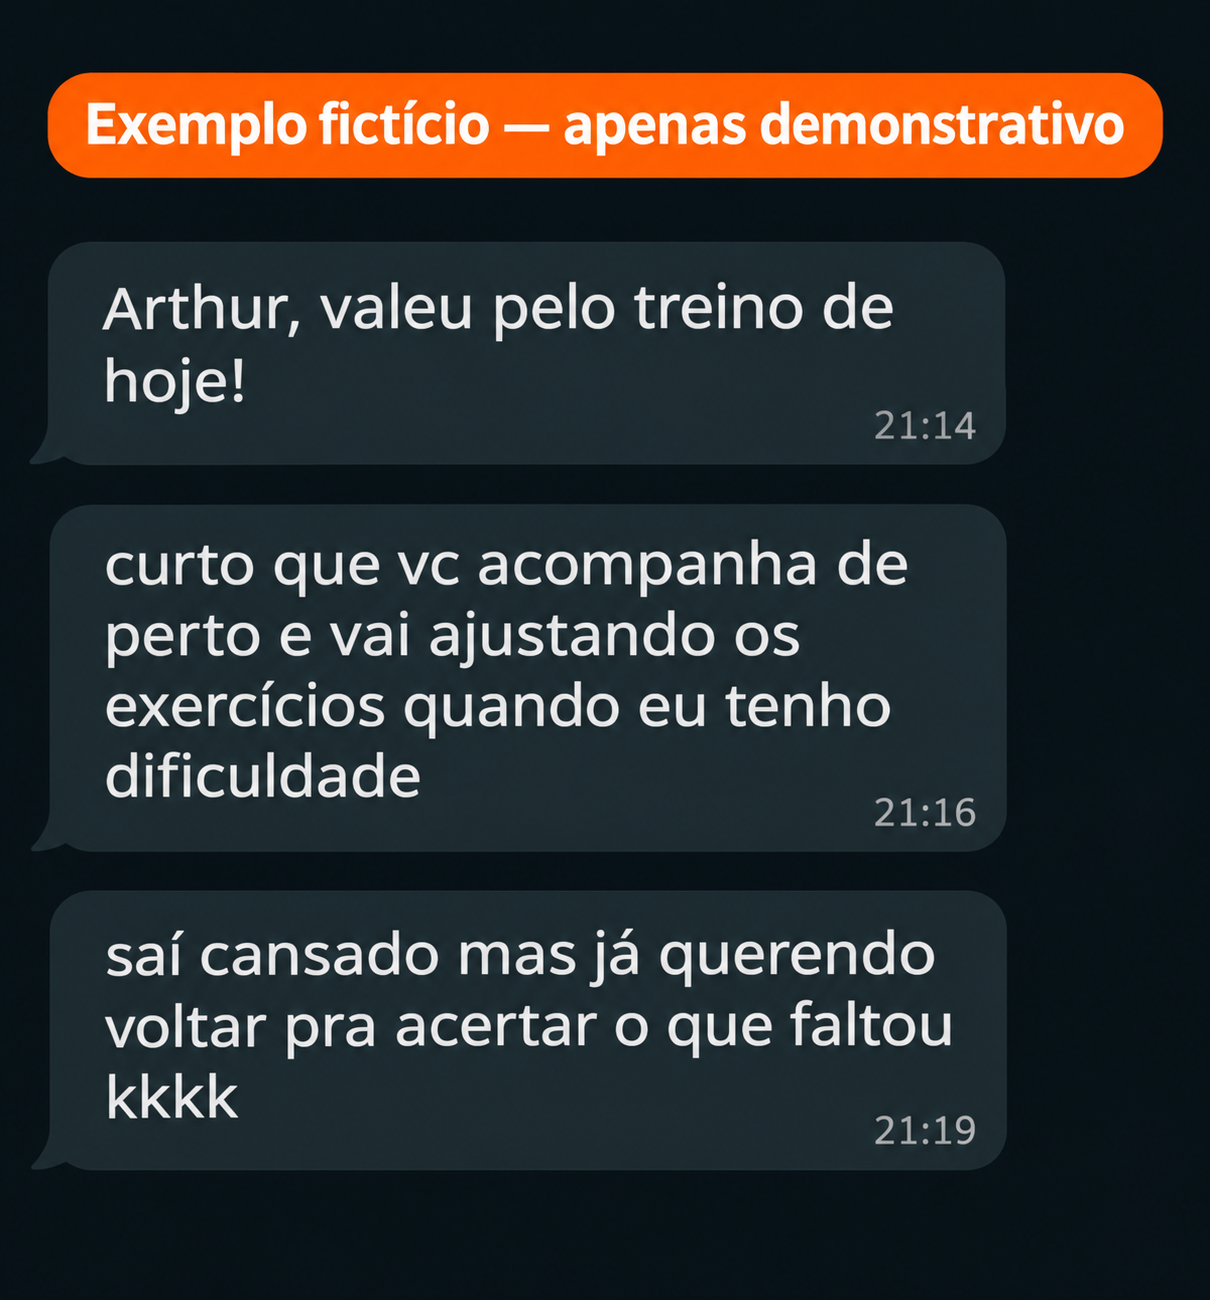 Exemplo fictício — apenas demonstrativo
Arthur, valeu pelo treino de
hoje!
21:14
curto que vc acompanha de
perto e vai ajustando os
exercícios quando eu tenho
dificuldade
21:16
saí cansado mas já querendo
voltar pra acertar o que faltou
kkkk
21:19